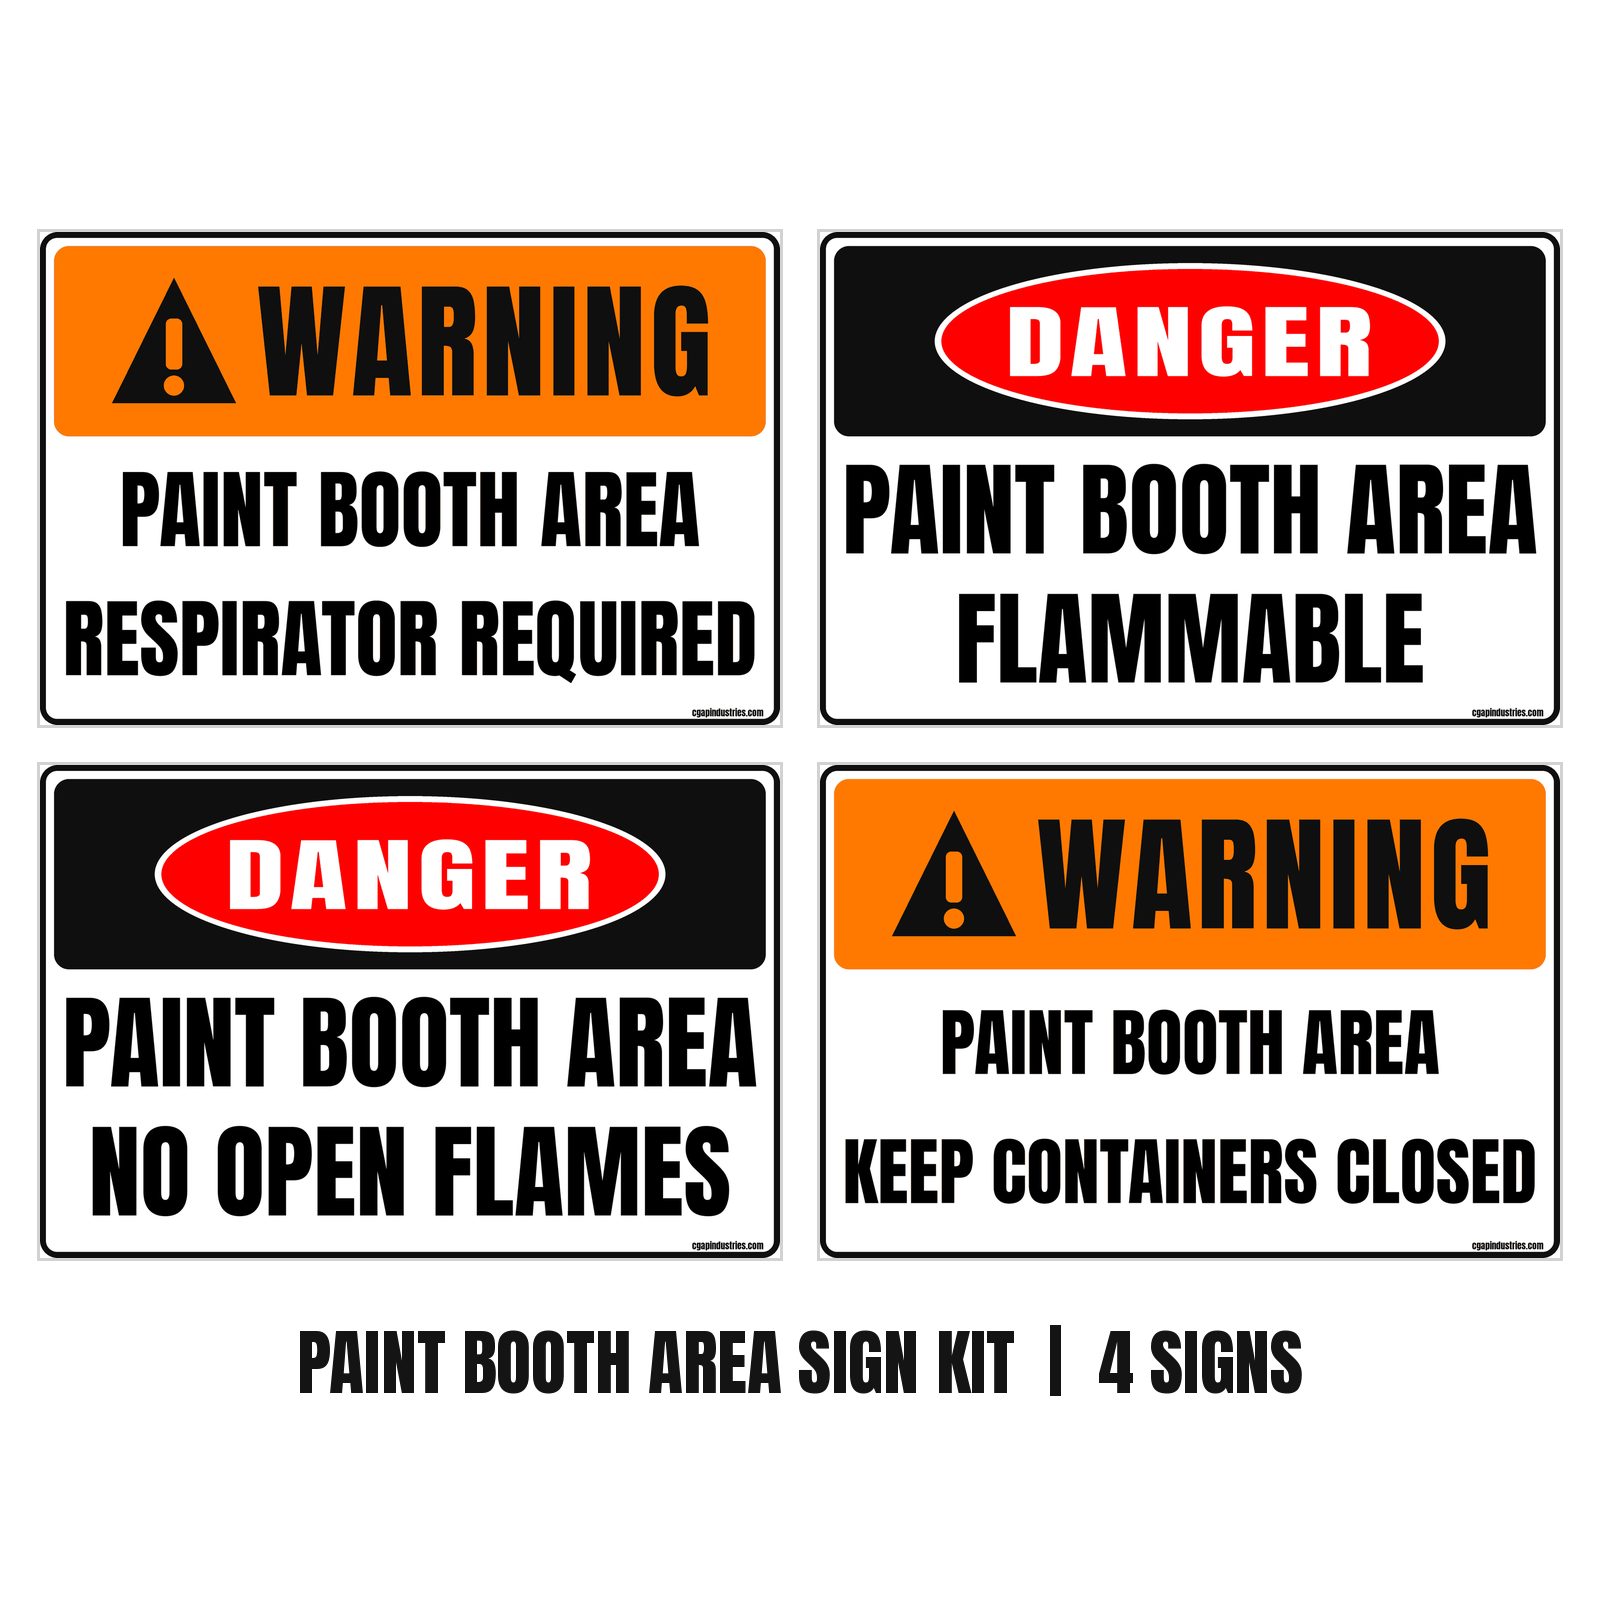 WARNING
PAINT BOOTH AREA
RESPIRATOR REQUIRED
cgapindustries.com
DANGER
PAINT BOOTH AREA
FLAMMABLE
cgapindustries.com
DANGER
PAINT BOOTH AREA
NO OPEN FLAMES
cgapindustries.com
WARNING
PAINT BOOTH AREA
KEEP CONTAINERS CLOSED
cgapindustries.com
PAINT BOOTH AREA SIGN KIT | 4 SIGNS